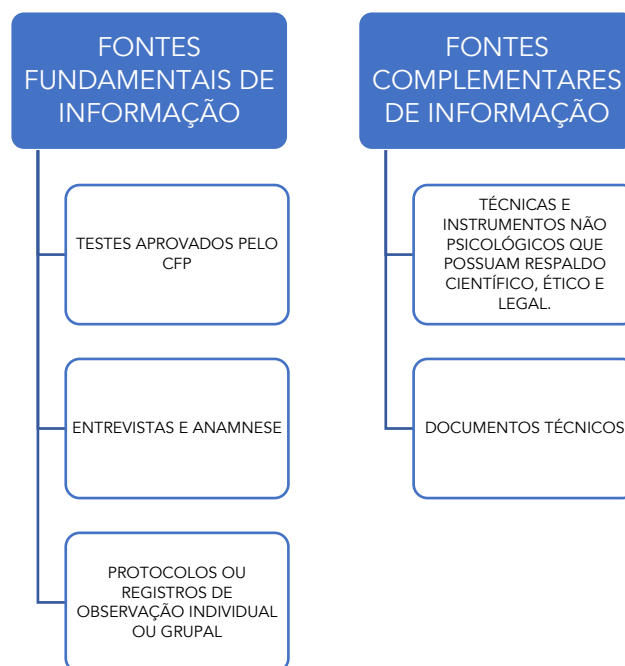 FONTES
FUNDAMENTAIS DE
INFORMAÇÃO
TESTES APROVADOS PELO
CFP
ENTREVISTAS E ANAMNESE
PROTOCOLOS OU
REGISTROS DE
OBSERVAÇÃO INDIVIDUAL
OU GRUPAL
FONTES
COMPLEMENTARES
DE INFORMAÇÃO
TÉCNICAS E
INSTRUMENTOS NÃO
PSICOLÓGICOS QUE
POSSUAM RESPALDO
CIENTÍFICO, ÉTICO E
LEGAL.
DOCUMENTOS TÉCNICOS